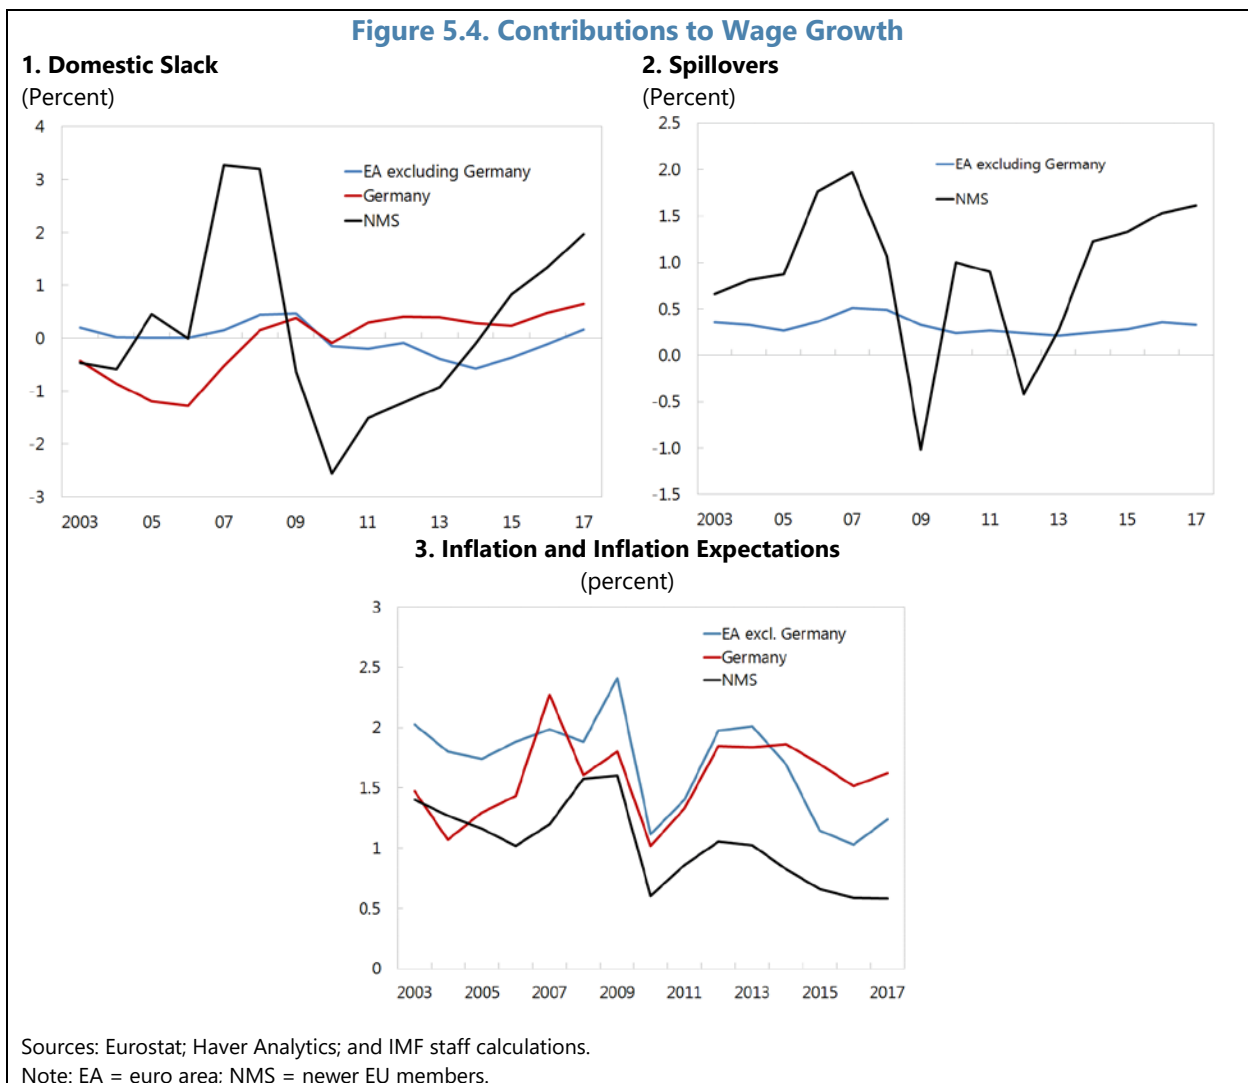 Figure 5.4. Contributions to Wage Growth
1. Domestic Slack
(Percent)
4
3
2
1
0
-1
-2
-3
EA excluding Germany
Germany
NMS
2003 05 07 09 11 13 15 17
2. Spillovers
(Percent)
2.5
2.0
1.5
1.0
0.5
0.0
-0.5
-1.0
-1.5
EA excluding Germany
NMS
2003 05 07 09 11 13 15 17
3. Inflation and Inflation Expectations
(percent)
3
2.5
2
1.5
1
0.5
0
EA excl. Germany
Germany
NMS
2003 2005 2007 2009 2011 2013 2015 2017
Sources: Eurostat; Haver Analytics; and IMF staff calculations.
Note: EA = euro area; NMS = newer EU members.